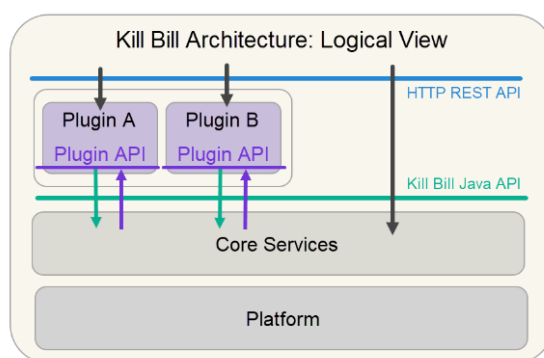 Kill Bill Architecture: Logical View
HTTP REST API
Plugin A
Plugin API
Plugin B
Plugin API
Kill Bill Java API
Core Services
Platform